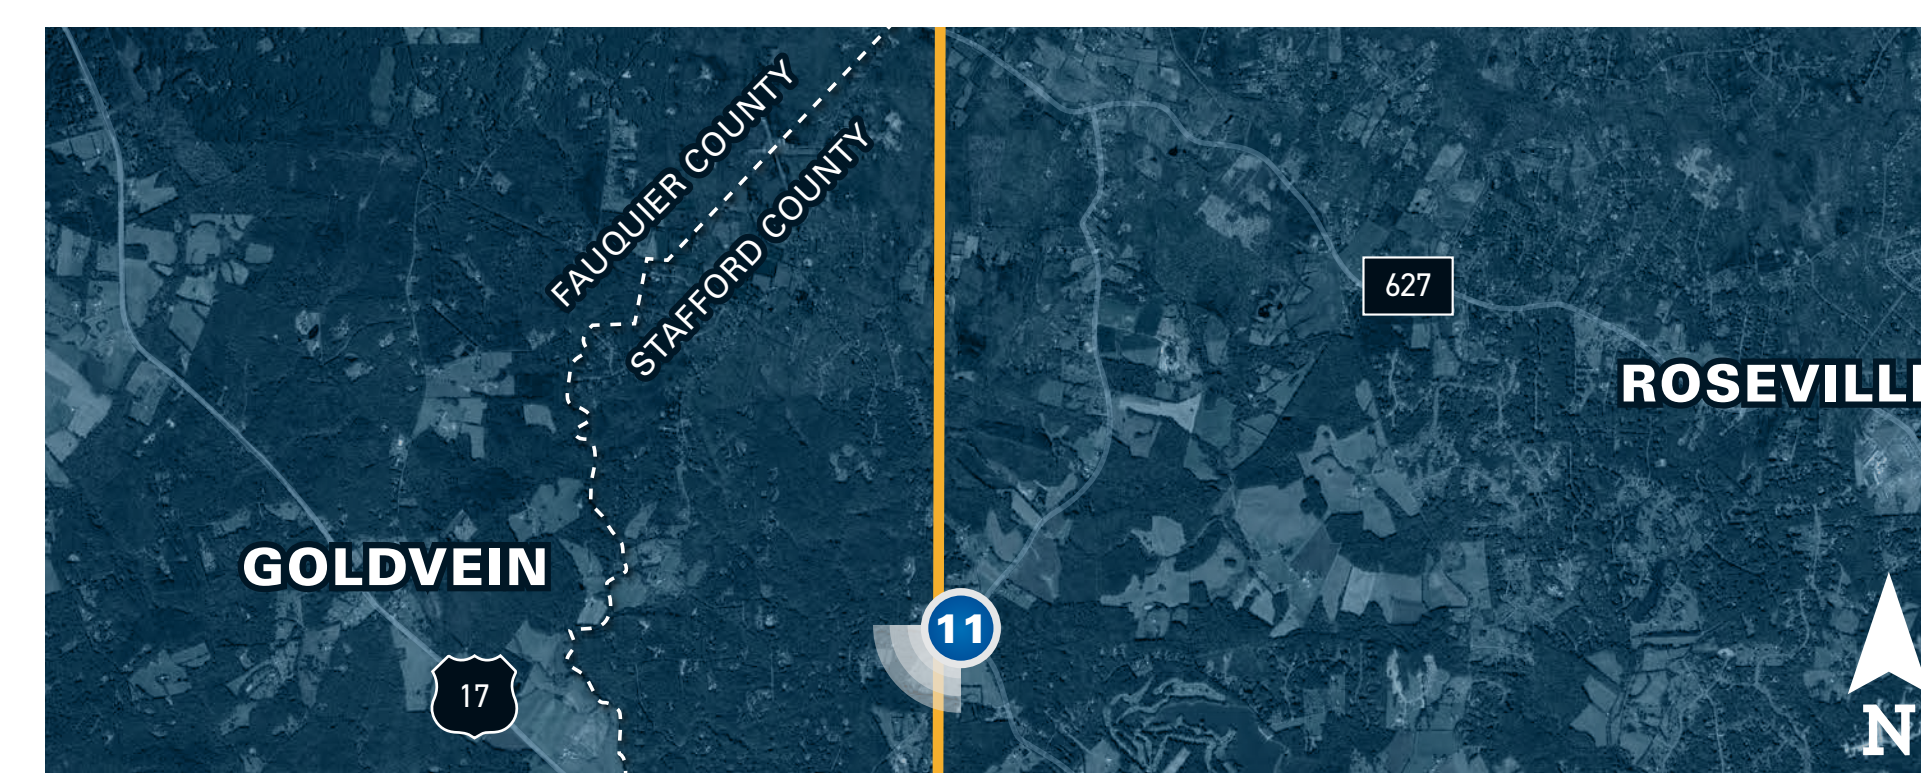 FAUQUIER COUNTY
STAFFORD COUNTY
627
ROSEVILL
GOLDVEIN
11
17
N